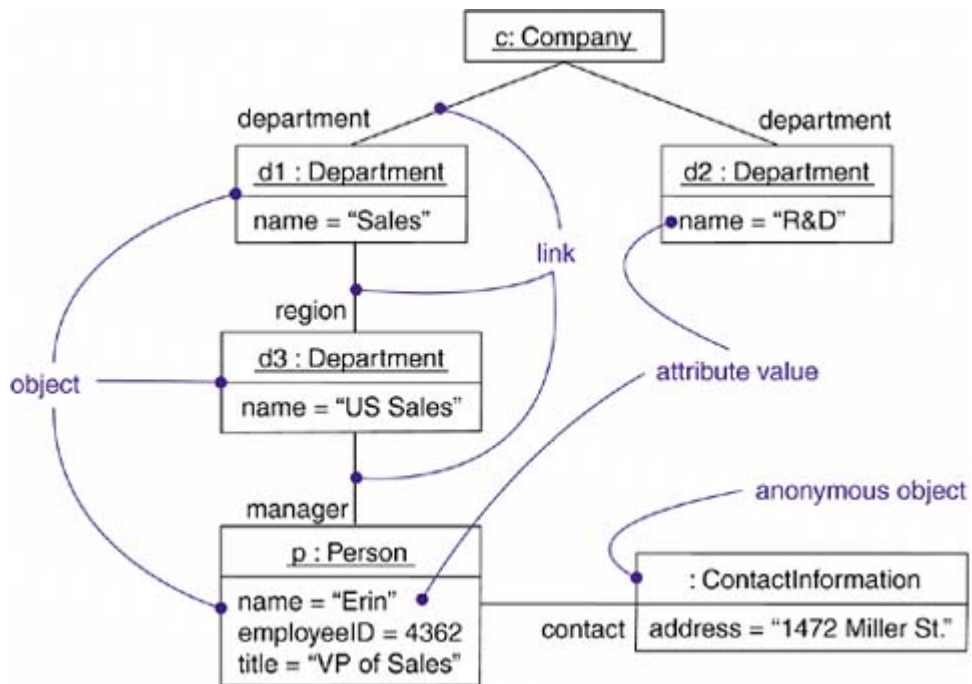 c: Company
department
department
d1 : Department
d2 : Department
name = “Sales”
name = “R&D”
link
region
d3 : Department
object
attribute value
name = “US Sales”
anonymous object
manager
p : Person
: ContactInformation
name = “Erin”
employeeID = 4362
contact
address = “1472 Miller St.”
title = “VP of Sales”